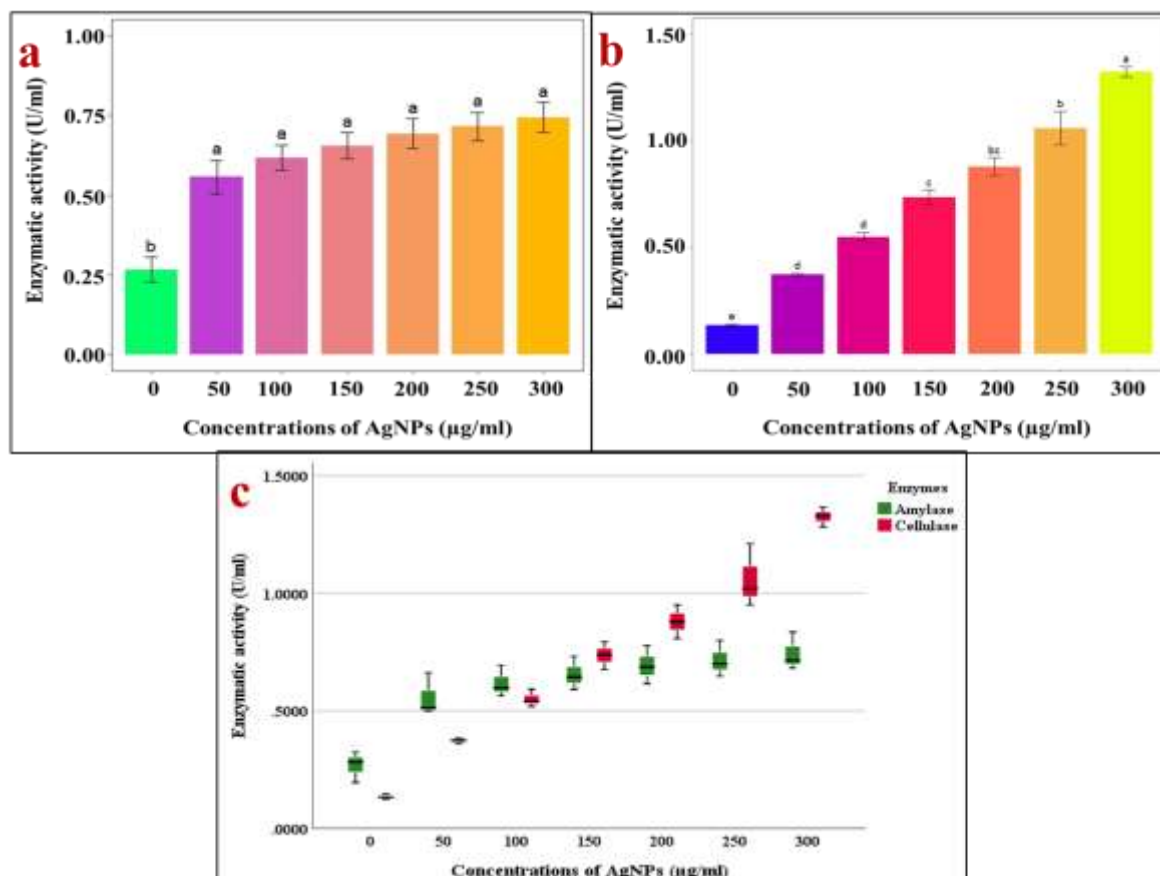 a
Enzymatic activity (U/ml)
1.00
0.75
0.50
0.25
0.00
b
a
a
a
a
a
a
0 50 100 150 200 250 300
Concentrations of AgNPs (µg/ml)
b
Enzymatic activity (U/ml)
1.50
1.00
0.50
0.00
e
d
d
c
bc
b
a
0 50 100 150 200 250 300
Concentrations of AgNPs (µg/ml)
c
Enzymatic activity (U/ml)
1.5000
1.0000
.5000
.0000
Enzymes
Amylase
Cellulase
0 50 100 150 200 250 300
Concentrations of AgNPs (µg/ml)